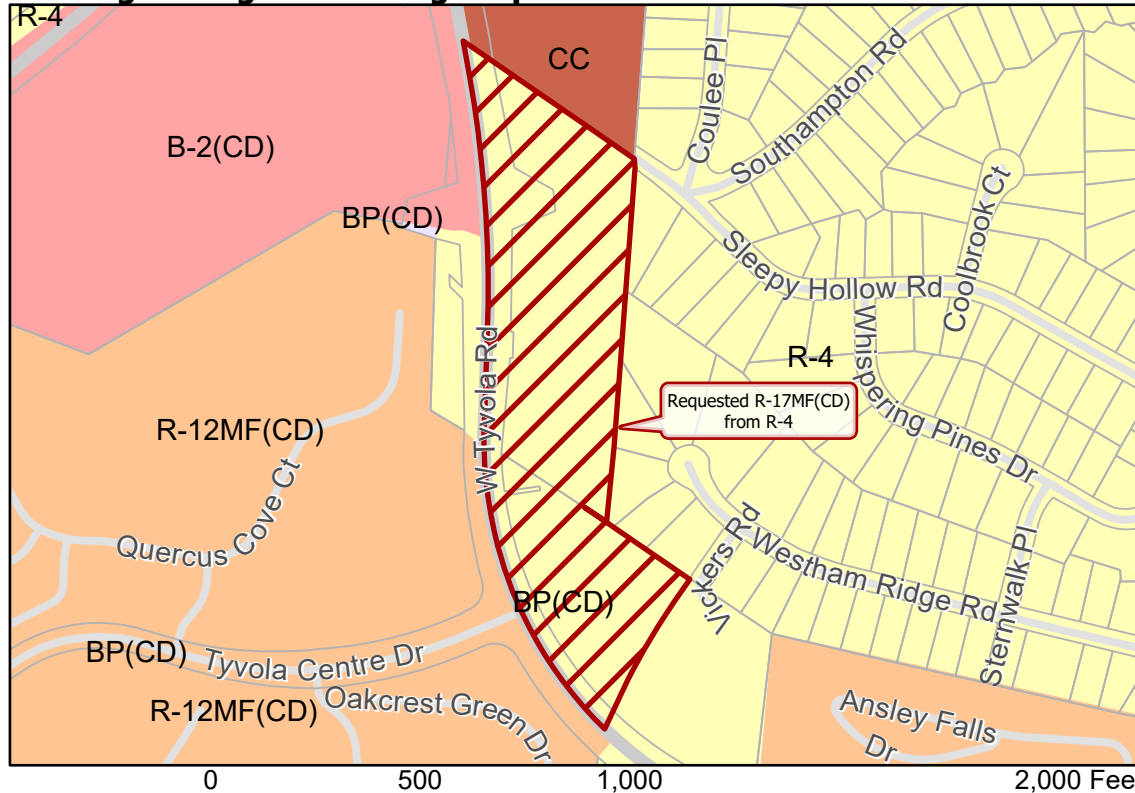 R-4
CC
B-2(CD)
Coulee Pl
Southampton Rd
Coolbrook Ct
BP(CD)
Sleepy Hollow Rd
W Tyvola Rd
Whispering Pines Dr
R-4
Requested R-17MF(CD)
from R-4
R-12MF(CD)
Quercus Cove Ct
Vickers Rd
Westham Ridge Rd
Sternwalk Pl
BP(CD)
BP(CD)
Tyvola Centre Dr
R-12MF(CD)
Oakcrest Green Dr
Ansley Falls
Dr
0 500 1,000 2,000 Fee